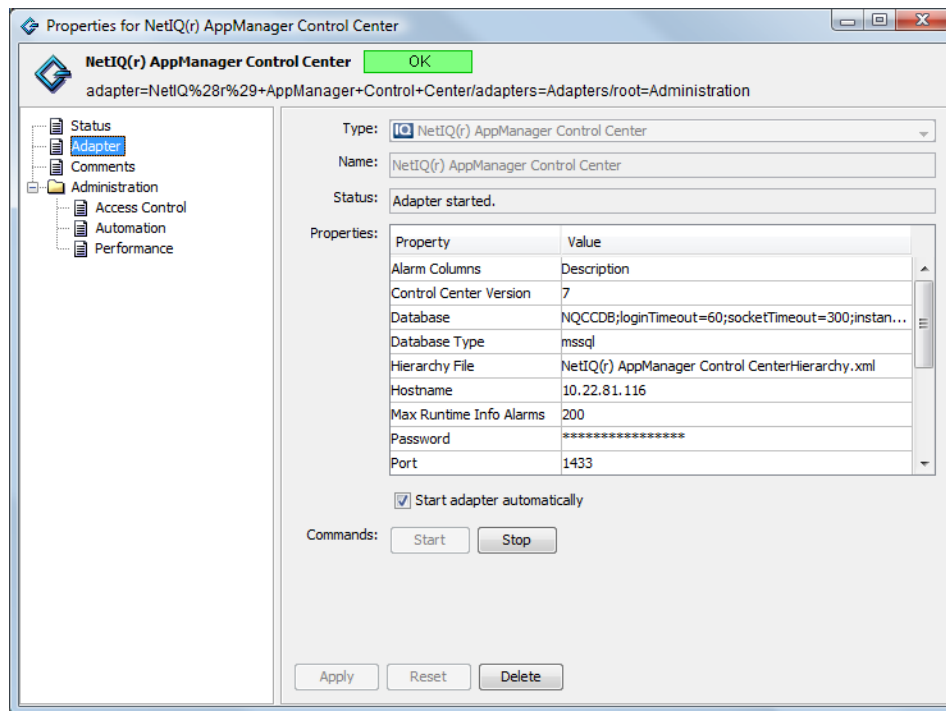 Properties for NetIQ(r) AppManager Control Center
NetIQ(r) AppManager Control Center OK
adapter=NetIQ%28r%29+AppManager+Control+Center/adapters=Adapters/root=Administration
Status
Adapter
Comments
Administration
Access Control
Automation
Performance
Type: IQ NetIQ(r) AppManager Control Center
Name: NetIQ(r) AppManager Control Center
Status: Adapter started.
Properties:
Property Value
Alarm Columns Description
Control Center Version 7
Database NQCCDB;loginTimeout=60;socketTimeout=300;instan...
Database Type mssql
Hierarchy File NetIQ(r) AppManager Control CenterHierarchy.xml
Hostname 10.22.81.116
Max Runtime Info Alarms 200
Password ****************
Port 1433
Start adapter automatically
Commands: Start Stop
Apply Reset Delete